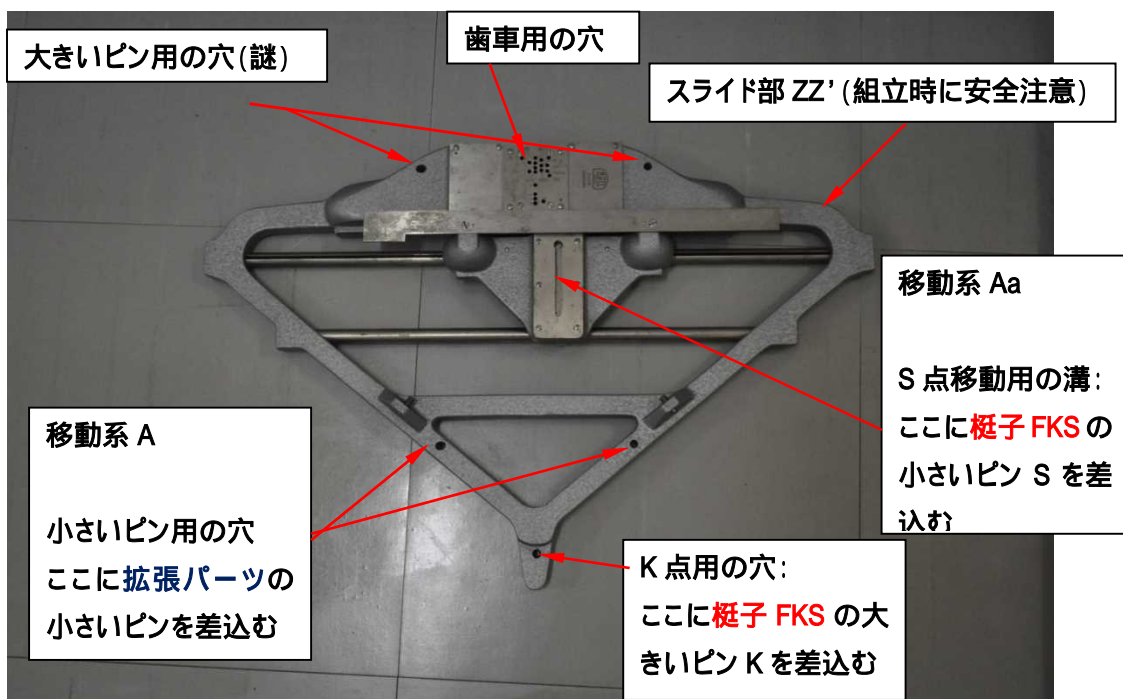 大きいピン用の穴(謎)
歯車用の穴
スライド部 ZZ' (組立時に安全注意)
移動系 Aa
S 点移動用の溝:
ここに梃子 FKS の
小さいピン S を差
込む
移動系 A
小さいピン用の穴
ここに拡張パーツの
小さいピンを差込む
K 点用の穴:
ここに梃子 FKS の大
きいピン K を差込む